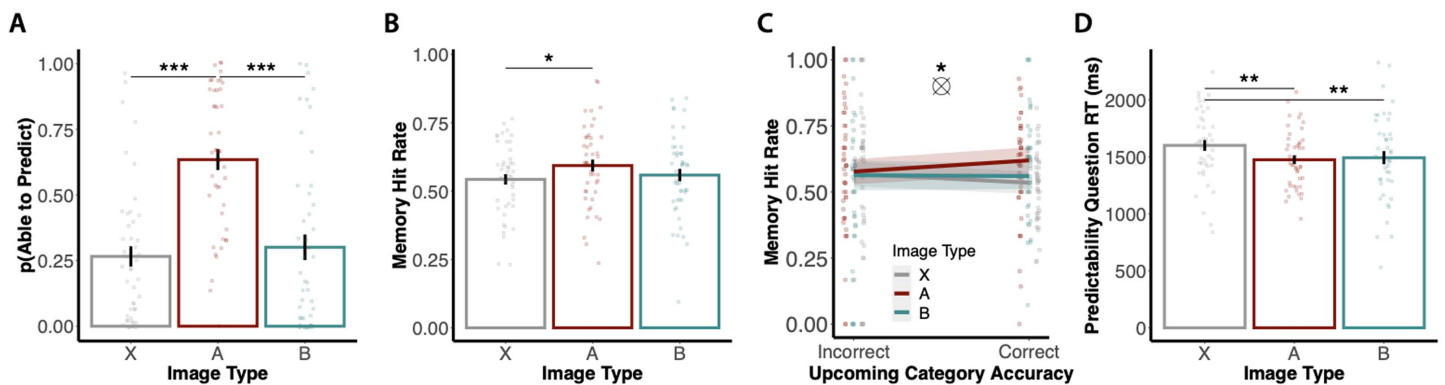 A
p(Able to Predict)
1.00
0.75
0.50
0.25
0.00
***
***
X
A
B
Image Type
B
Memory Hit Rate
1.00
0.75
0.50
0.25
0.00
*
X
A
B
Image Type
C
Memory Hit Rate
1.00
0.75
0.50
0.25
0.00
*
Image Type
X
A
B
Incorrect
Correct
Upcoming Category Accuracy
D
Predictability Question RT (ms)
2000
1500
1000
500
0
**
**
X
A
B
Image Type